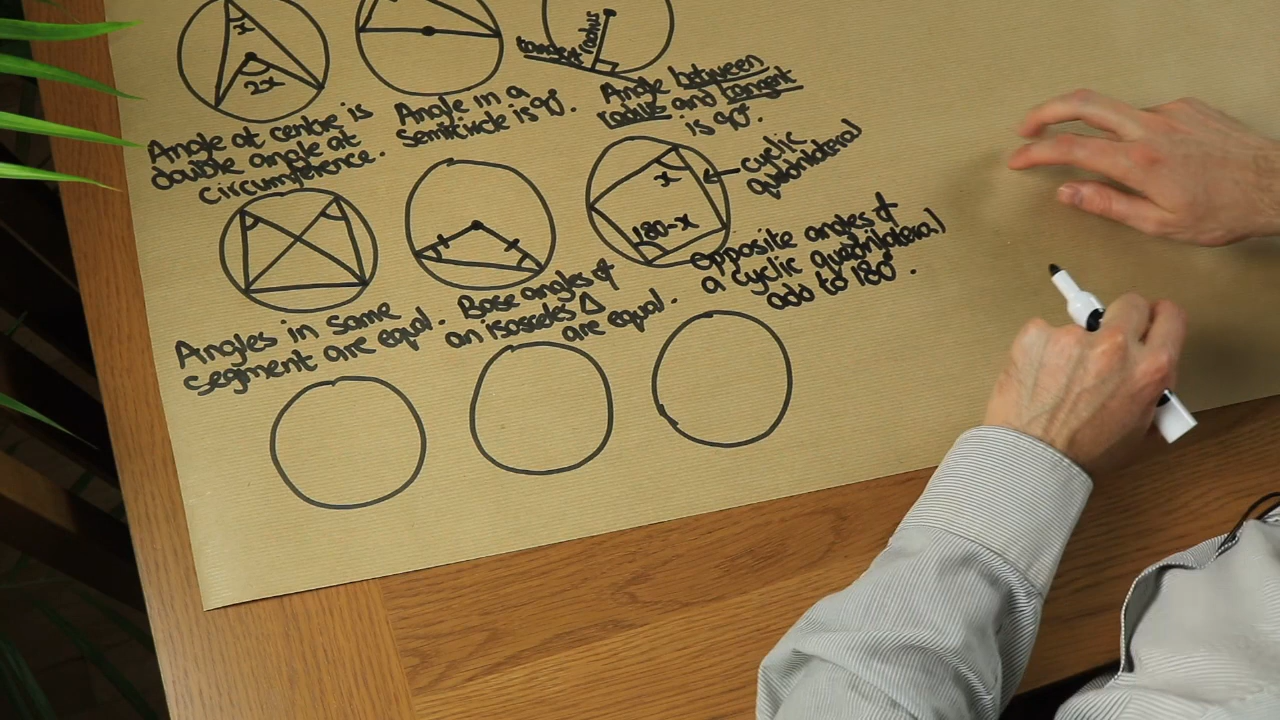 x
2x
Angle at centre is
double angle at
circumference.
Angle in a
semicircle is 90°.
tangent
radius
Angle between
radius and tangent
is 90°.
Angles in same
segment are equal.
Base angles of
an isosceles Δ
are equal.
x
180-x
cyclic
quadrilateral
Opposite angles of
a cyclic quadrilateral
add to 180°.